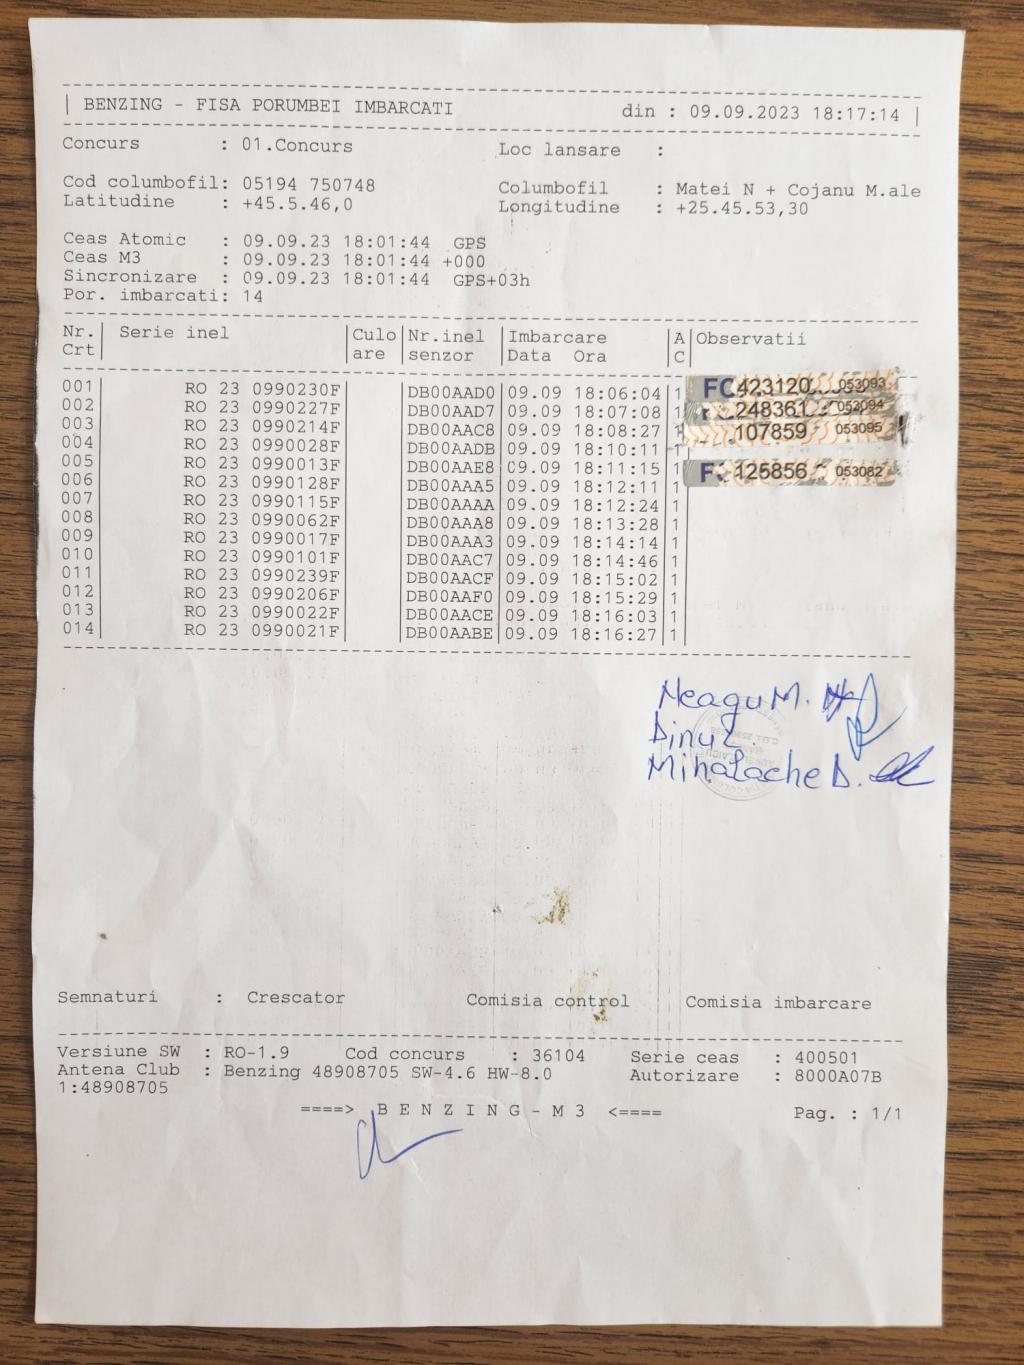 BENZING - FISA PORUMBEI IMBARCATI din : 09.09.2023 18:17:14
Concurs : 01.Concurs Loc lansare :
Cod columbofil: 05194 750748 Columbofil : Matei N + Cojanu M.ale
Latitudine : +45.5.46,0 Longitudine : +25.45.53,30
Ceas Atomic : 09.09.23 18:01:44 GPS
Ceas M3 : 09.09.23 18:01:44 +000
Sincronizare : 09.09.23 18:01:44 GPS+03h
Por. imbarcati: 14
Nr. Serie inel Culo Nr.inel Imbarcare A Observatii
Crt are senzor Data Ora C
001 RO 23 0990230F DB00AAD0 09.09 18:06:04 1 FC 423120 053093
002 RO 23 0990227F DB00AAD7 09.09 18:07:08 1 248361 053094
003 RO 23 0990214F DB00AAC8 09.09 18:08:27 1 107859 053095
004 RO 23 0990028F DB00AADB 09.09 18:10:11 1
005 RO 23 0990013F DB00AAE8 09.09 18:11:15 1 125856 053082
006 RO 23 0990128F DB00AAA5 09.09 18:12:11 1
007 RO 23 0990115F DB00AAAA 09.09 18:12:24 1
008 RO 23 0990062F DB00AAA8 09.09 18:13:28 1
009 RO 23 0990017F DB00AAA3 09.09 18:14:14 1
010 RO 23 0990101F DB00AAC7 09.09 18:14:46 1
011 RO 23 0990239F DB00AACF 09.09 18:15:02 1
012 RO 23 0990206F DB00AAF0 09.09 18:15:29 1
013 RO 23 0990022F DB00AACE 09.09 18:16:03 1
014 RO 23 0990021F DB00AABE 09.09 18:16:27 1
Neagu M.
Dinu
Mihalache D.
Semnaturi : Crescator Comisia control Comisia imbarcare
Versiune SW : RO-1.9 Cod concurs : 36104 Serie ceas : 400501
Antena Club : Benzing 48908705 SW-4.6 HW-8.0 Autorizare : 8000A07B
1:48908705
====> B E N Z I N G - M 3 <==== Pag. : 1/1